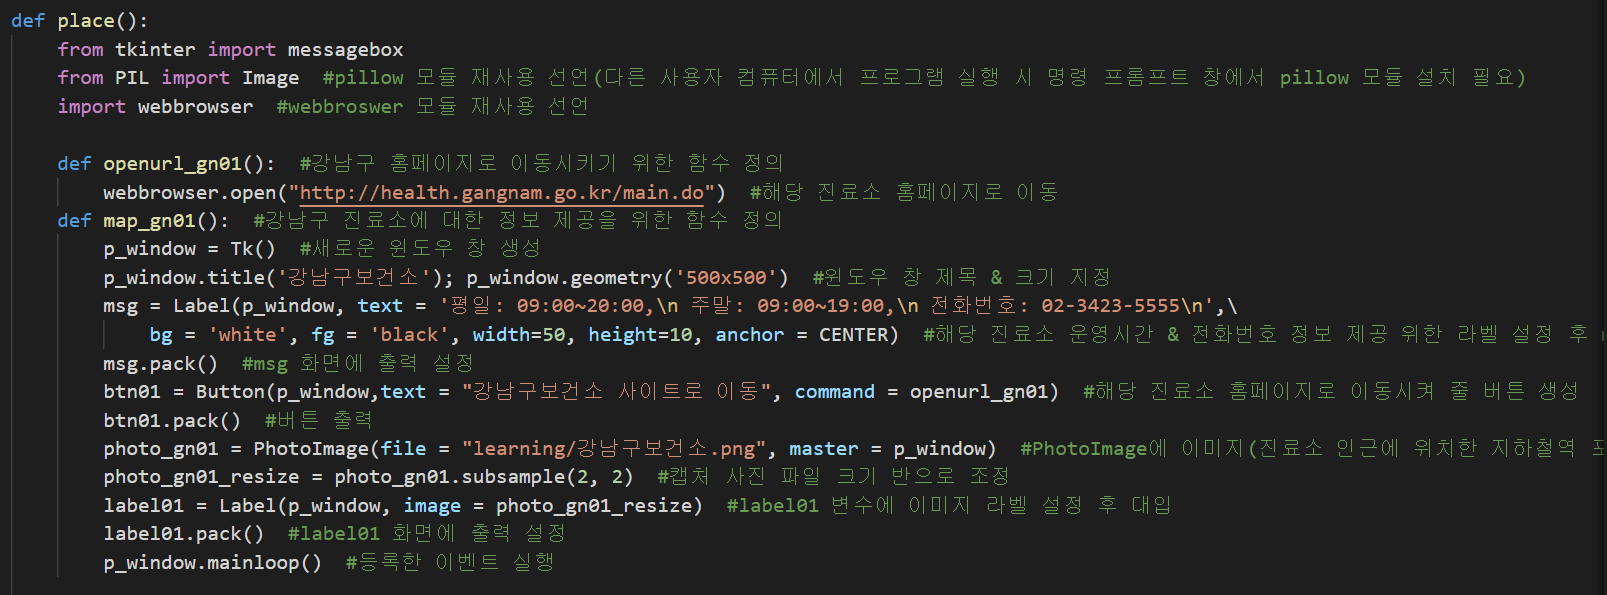 def place():
from tkinter import messagebox
from PIL import Image  #pillow 모듈 재사용 선언(다른 사용자 컴퓨터에서 프로그램 실행 시 명령 프롬프트 창에서 pillow 모듈 설치 필요)
import webbrowser  #webbroswer 모듈 재사용 선언
def openurl_gn01():  #강남구 홈페이지로 이동시키기 위한 함수 정의
webbrowser.open("http://health.gangnam.go.kr/main.do")  #해당 진료소 홈페이지로 이동
def map_gn01():  #강남구 진료소에 대한 정보 제공을 위한 함수 정의
p_window = Tk()  #새로운 윈도우 창 생성
p_window.title('강남구보건소'); p_window.geometry('500x500')  #윈도우 창 제목 & 크기 지정
msg = Label(p_window, text = '평일: 09:00~20:00,\n 주말: 09:00~19:00,\n 전화번호: 02-3423-5555\n',\
bg = 'white', fg = 'black', width=50, height=10, anchor = CENTER)  #해당 진료소 운영시간 & 전화번호 정보 제공 위한 라벨 설정 후
msg.pack()  #msg 화면에 출력 설정
btn01 = Button(p_window,text = "강남구보건소 사이트로 이동", command = openurl_gn01)  #해당 진료소 홈페이지로 이동시켜 줄 버튼 생성
btn01.pack()  #버튼 출력
photo_gn01 = PhotoImage(file = "learning/강남구보건소.png", master = p_window)  #PhotoImage에 이미지(진료소 인근에 위치한 지하철역
photo_gn01_resize = photo_gn01.subsample(2, 2)  #캡처 사진 파일 크기 반으로 조정
label01 = Label(p_window, image = photo_gn01_resize)  #label01 변수에 이미지 라벨 설정 후 대입
label01.pack()  #label01 화면에 출력 설정
p_window.mainloop()  #등록한 이벤트 실행